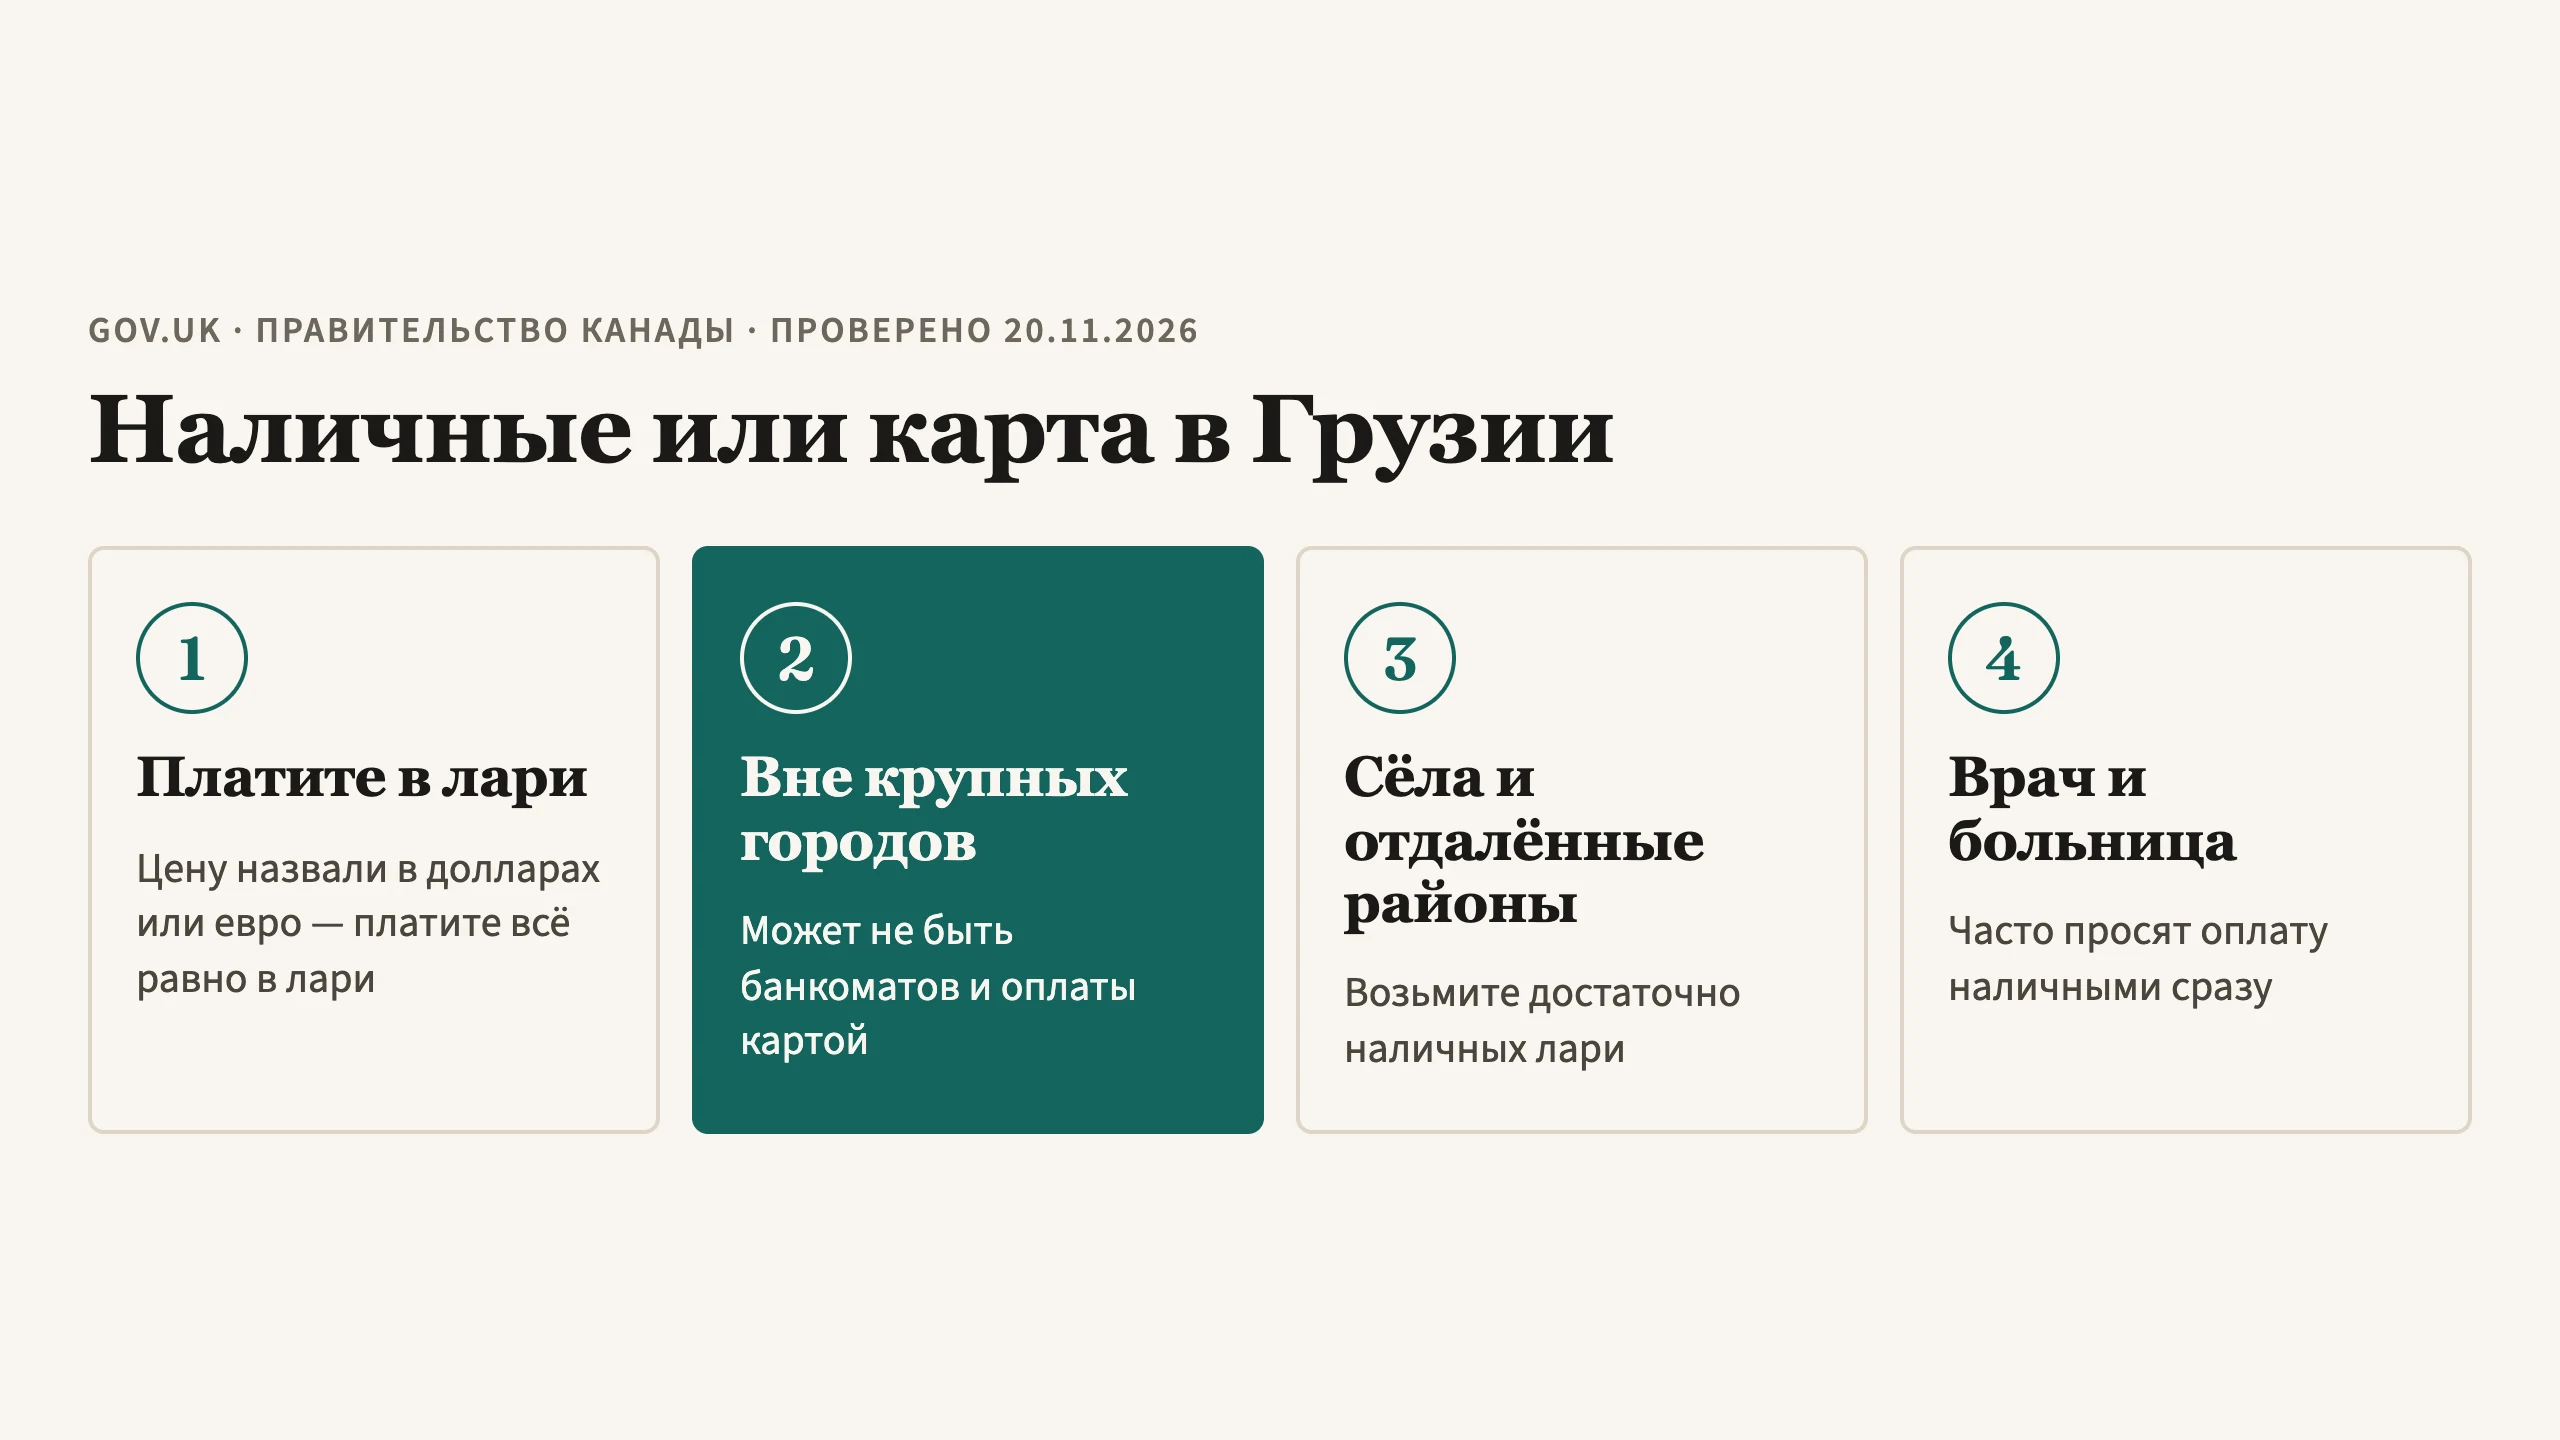 GOV.UK · ПРАВИТЕЛЬСТВО КАНАДЫ · ПРОВЕРЕНО 20.11.2026
Наличные или карта в Грузии
1
Платите в лари
Цену назвали в долларах
или евро — платите всё
равно в лари
2
Вне крупных
городов
Может не быть
банкоматов и оплаты
картой
3
Сёла и
отдалённые
районы
Возьмите достаточно
наличных лари
4
Врач и
больница
Часто просят оплату
наличными сразу